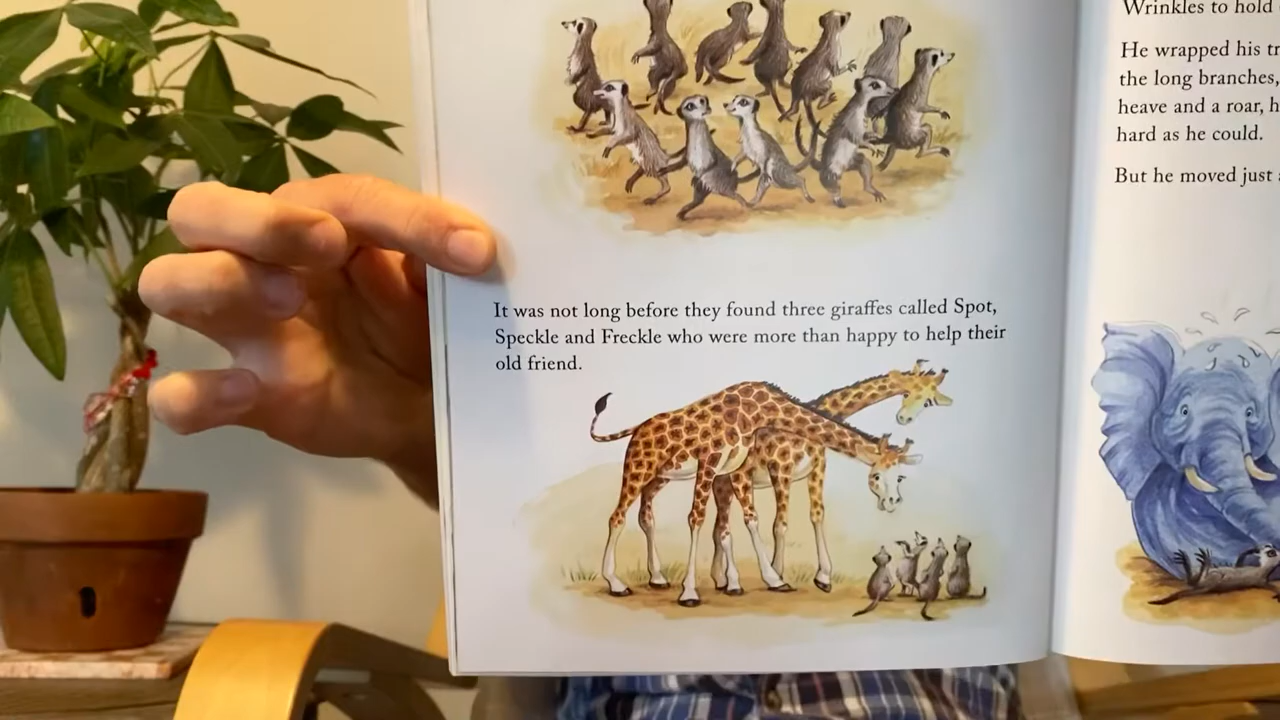 It was not long before they found three giraffes called Spot,
Speckle and Freckle who were more than happy to help their
old friend.
Wrinkles to hold
He wrapped his
the long branches,
heave and a roar,
hard as he could.
But he moved just